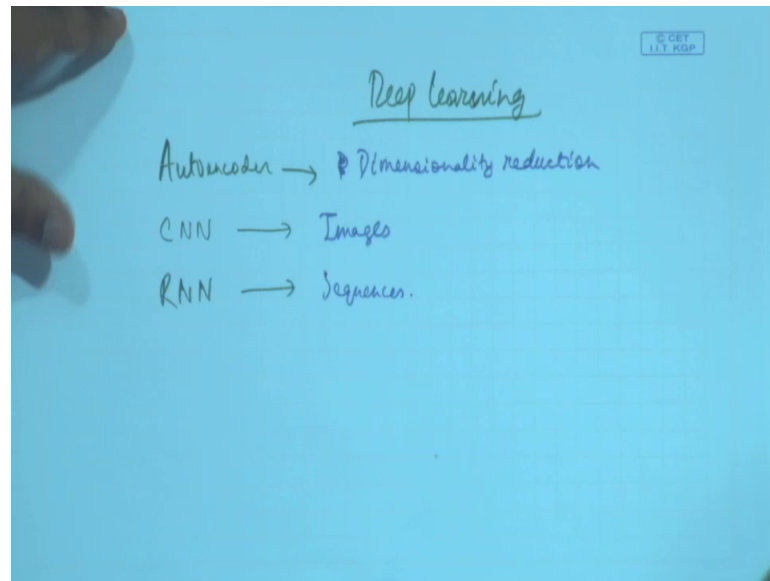 © CET
I.I.T. KGP
Deep Learning
Autoencoder → Dimensionality reduction
CNN → Images
RNN → Sequences.